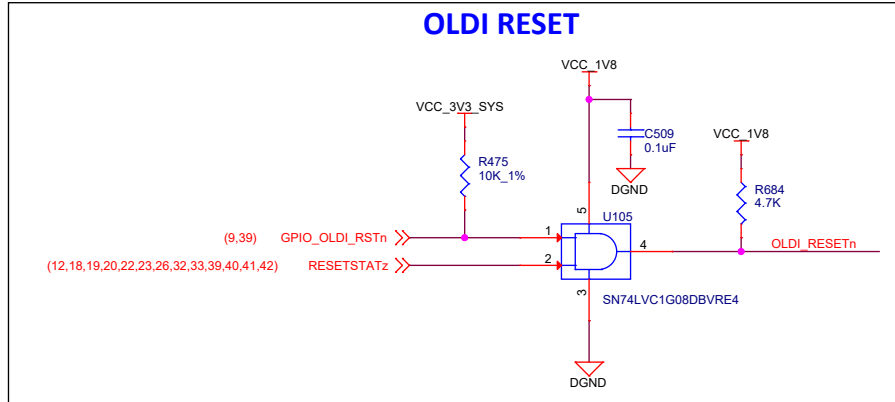 OLDI RESET
VCC_1V8
VCC_3V3_SYS
C509
0.1uF
VCC_1V8
R475
10K_1%
DGND
R684
4.7K
5
U105
(9,39)
GPIO_OLDI_RSTn
1
4
OLDI_RESETn
(12,18,19,20,22,23,26,32,33,39,40,41,42)
RESETSTATz
2
3
SN74LVC1G08DBVRE4
DGND